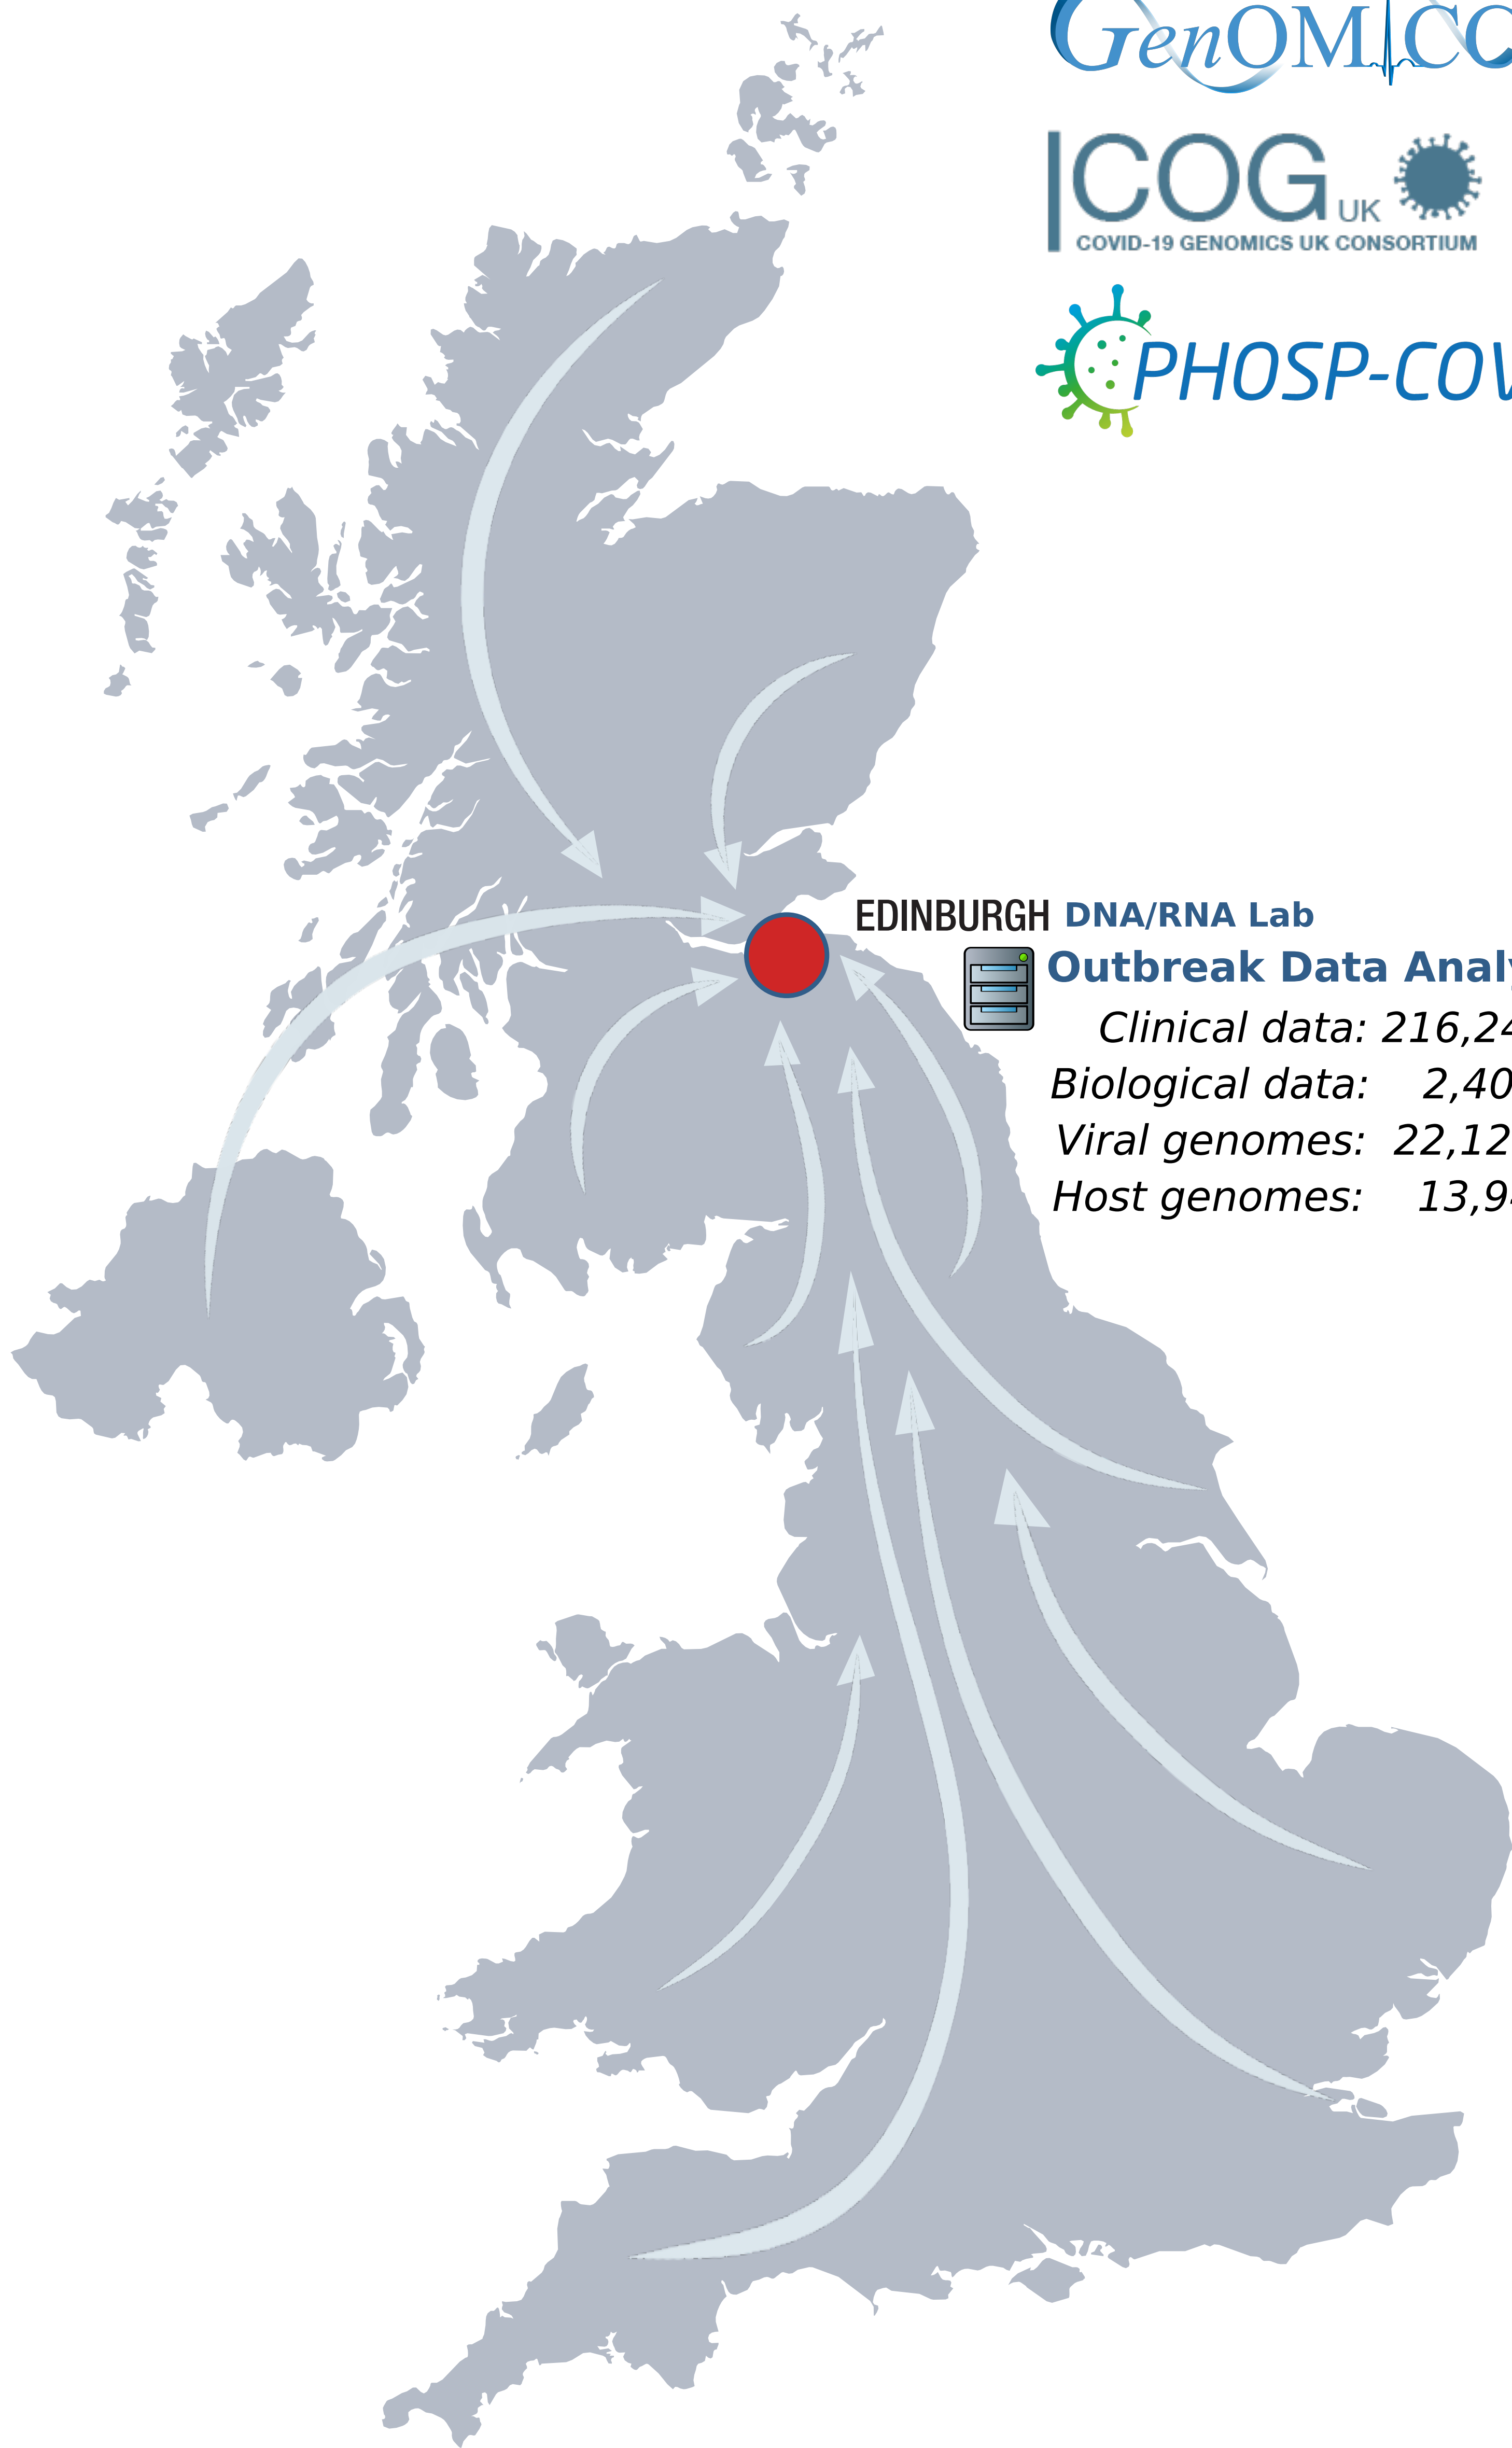 GenOMICC
COG UK
COVID-19 GENOMICS UK CONSORTIUM
PHOSP-COV
EDINBURGH DNA/RNA Lab
Outbreak Data Analy
Clinical data: 216,24
Biological data: 2,40
Viral genomes: 22,12
Host genomes: 13,9